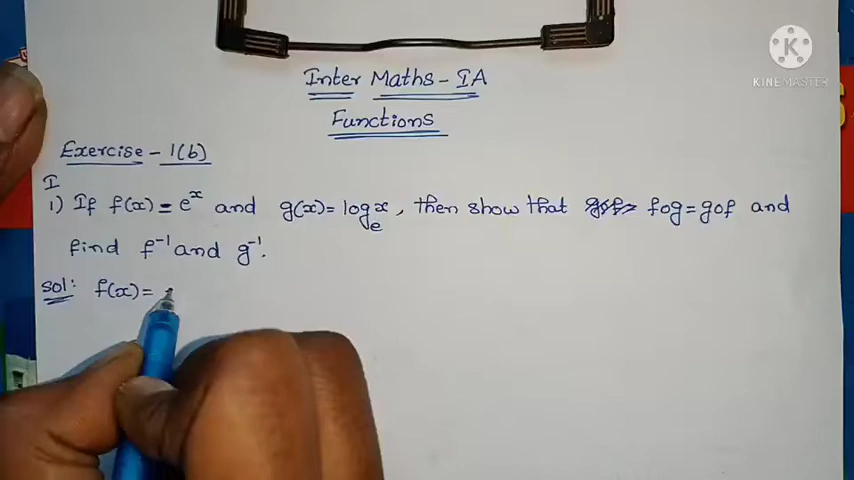 KINEMASTER
Inter Maths - IA
Functions
Exercise - 1(b)
I
1) If f(x) = e^x and g(x) = log_e x, then show that fog = gof and
find f^-1 and g^-1.
Sol: f(x) =